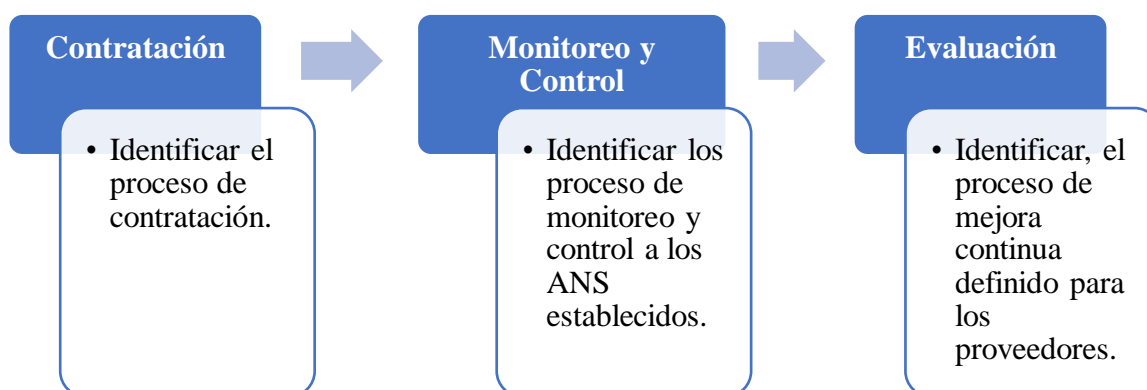 Contratación
• Identificar el
proceso de
contratación.
Monitoreo y
Control
• Identificar los
proceso de
monitoreo y
control a los
ANS
establecidos.
Evaluación
• Identificar, el
proceso de
mejora
continua
definido para
los
proveedores.